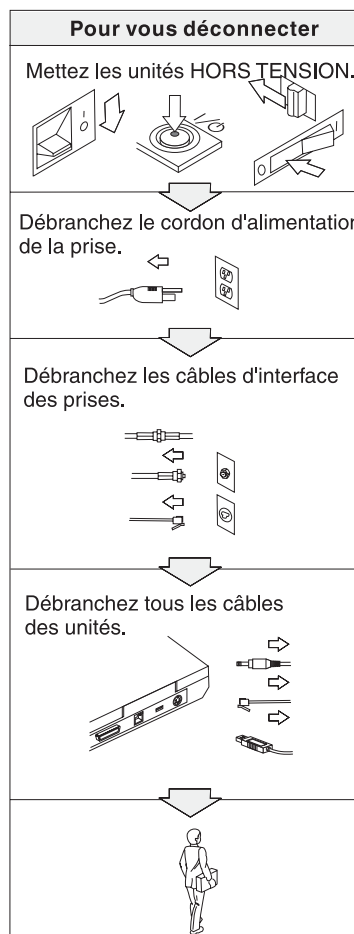 Pour vous déconnecter
Mettez les unités HORS TENSION.
Débranchez le cordon d'alimentation
de la prise.
Débranchez les câbles d'interface
des prises.
Débranchez tous les câbles
des unités.